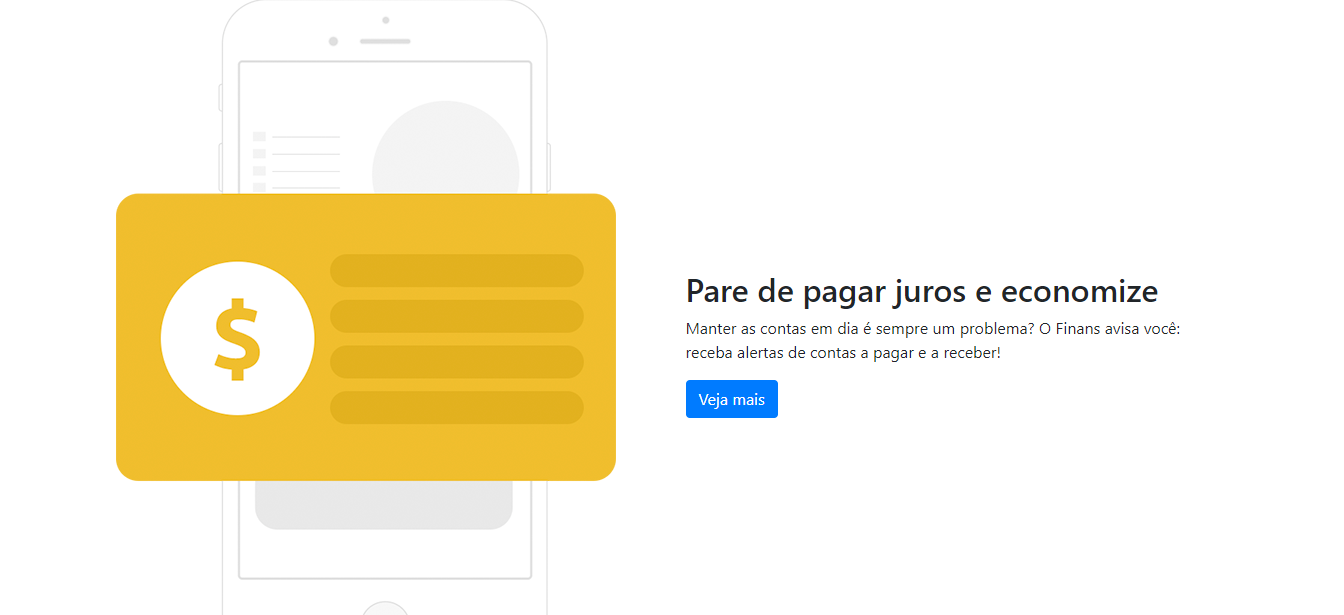 $
Pare de pagar juros e economize
Manter as contas em dia é sempre um problema? O Finans avisa você:
receba alertas de contas a pagar e a receber!
Veja mais